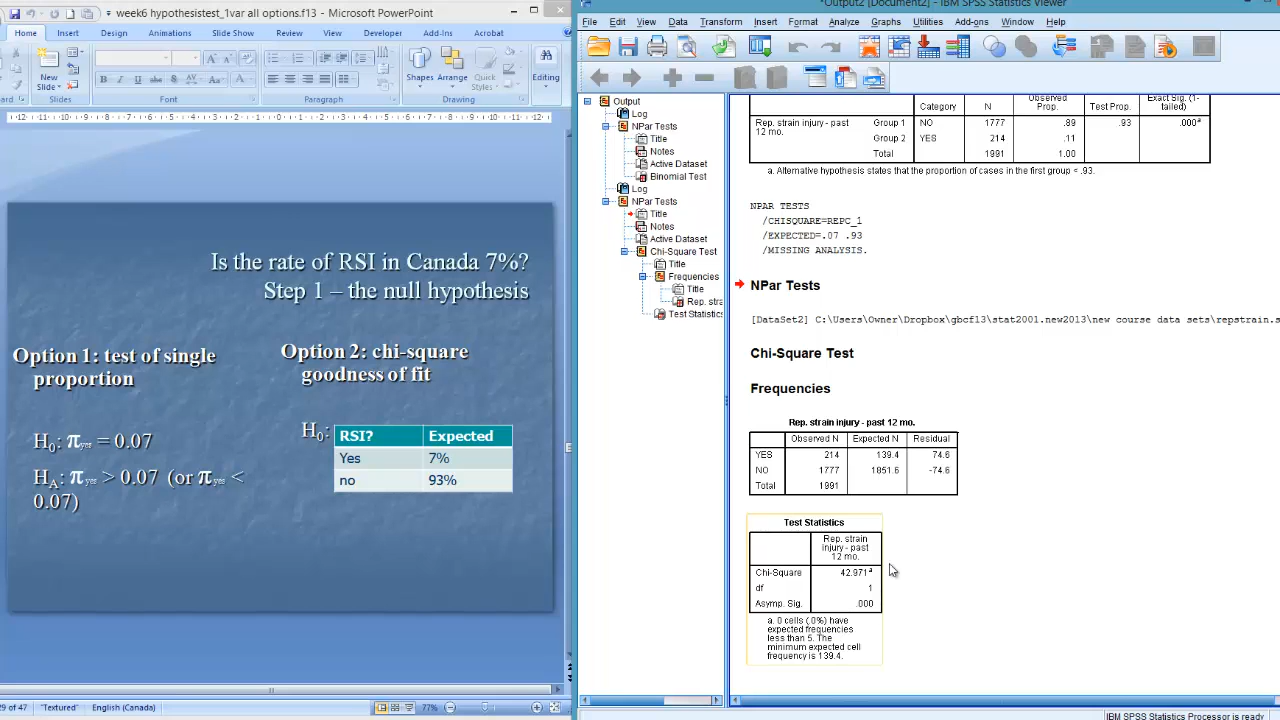 week6 hypothesistest_1var all options.f13 - Microsoft PowerPoint
Home Insert Design Animations Slide Show Review View Developer Add-Ins Acrobat
New Slide Shapes Arrange Quick Styles Editing
Slides Font Paragraph Drawing
Is the rate of RSI in Canada 7%?
Step 1 – the null hypothesis
Option 1: test of single
proportion
H0: πyes = 0.07
HA: πyes > 0.07 (or πyes <
0.07)
Option 2: chi-square
goodness of fit
H0:
RSI? Expected
Yes 7%
no 93%
29 of 47 "Textured" English (Canada) 77%
*Output2 [Document2] - IBM SPSS Statistics Viewer
File Edit View Data Transform Insert Format Analyze Graphs Utilities Add-ons Window Help
Output
Log
NPar Tests
Title
Notes
Active Dataset
Binomial Test
Log
NPar Tests
Title
Notes
Active Dataset
Chi-Square Test
Title
Frequencies
Title
Rep. stra
Test Statistics
Category N Observed Prop. Test Prop. Exact Sig. (1-tailed)
Rep. strain injury - past 12 mo. Group 1 NO 1777 .89 .93 .000a
Group 2 YES 214 .11
Total 1991 1.00
a. Alternative hypothesis states that the proportion of cases in the first group < .93.
NPAR TESTS
/CHISQUARE=REPC_1
/EXPECTED=.07 .93
/MISSING ANALYSIS.
NPar Tests
[DataSet2] C:\Users\Owner\Dropbox\gbcf13\stat2001.new2013\new course data sets\repstrain.s
Chi-Square Test
Frequencies
Rep. strain injury - past 12 mo.
Observed N Expected N Residual
YES 214 139.4 74.6
NO 1777 1851.6 -74.6
Total 1991
Test Statistics
Rep. strain
injury - past
12 mo.
Chi-Square 42.971a
df 1
Asymp. Sig. .000
a. 0 cells (.0%) have
expected frequencies
less than 5. The
minimum expected cell
frequency is 139.4.
IBM SPSS Statistics Processor is ready